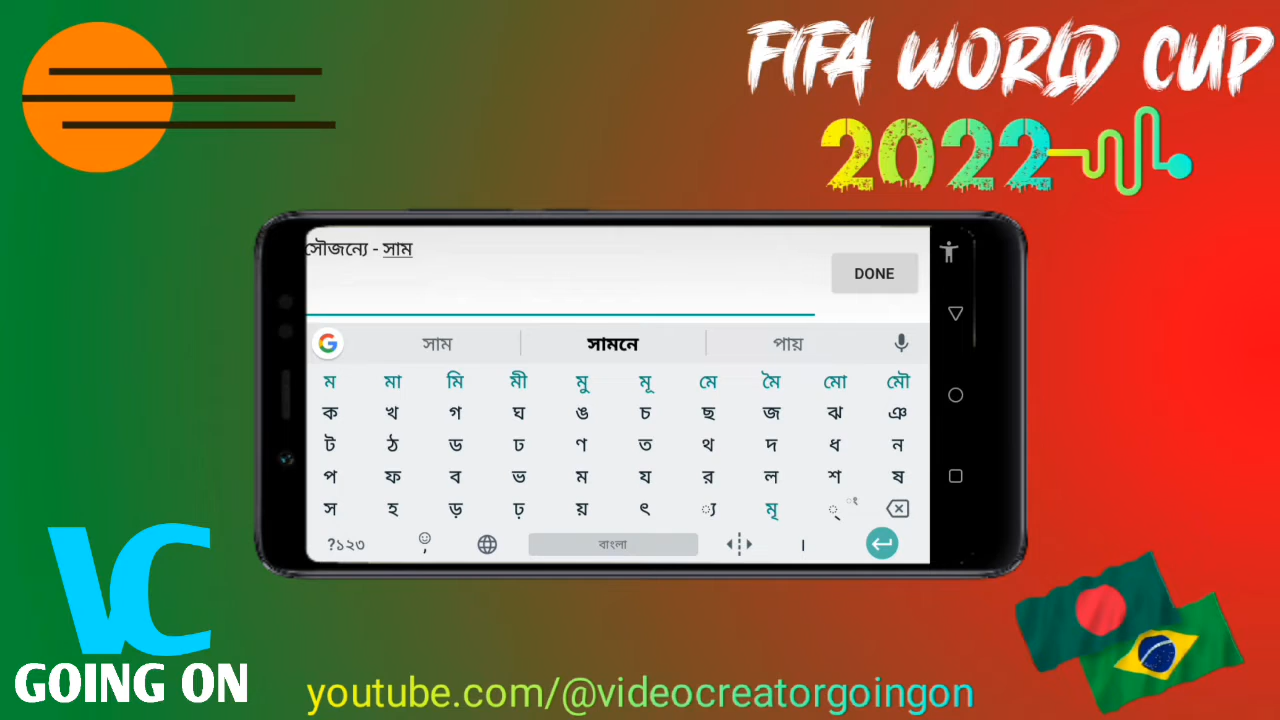 FIFA WORLD CUP
2022
সৌজন্যে - সাম
DONE
সাম সামনে পায়
ম মা মি মী মু মূ মে মৈ মো মৌ
ক খ গ ঘ ঙ চ ছ জ ঝ ঞ
ট ঠ ড ঢ ণ ত থ দ ধ ন
প ফ ব ভ ম য র ল শ ষ
স হ ড় ঢ় য় ৎ ্য মৃ ্ ং
?১২৩ , বাংলা ।
VC
GOING ON
youtube.com/@videocreatorgoingon